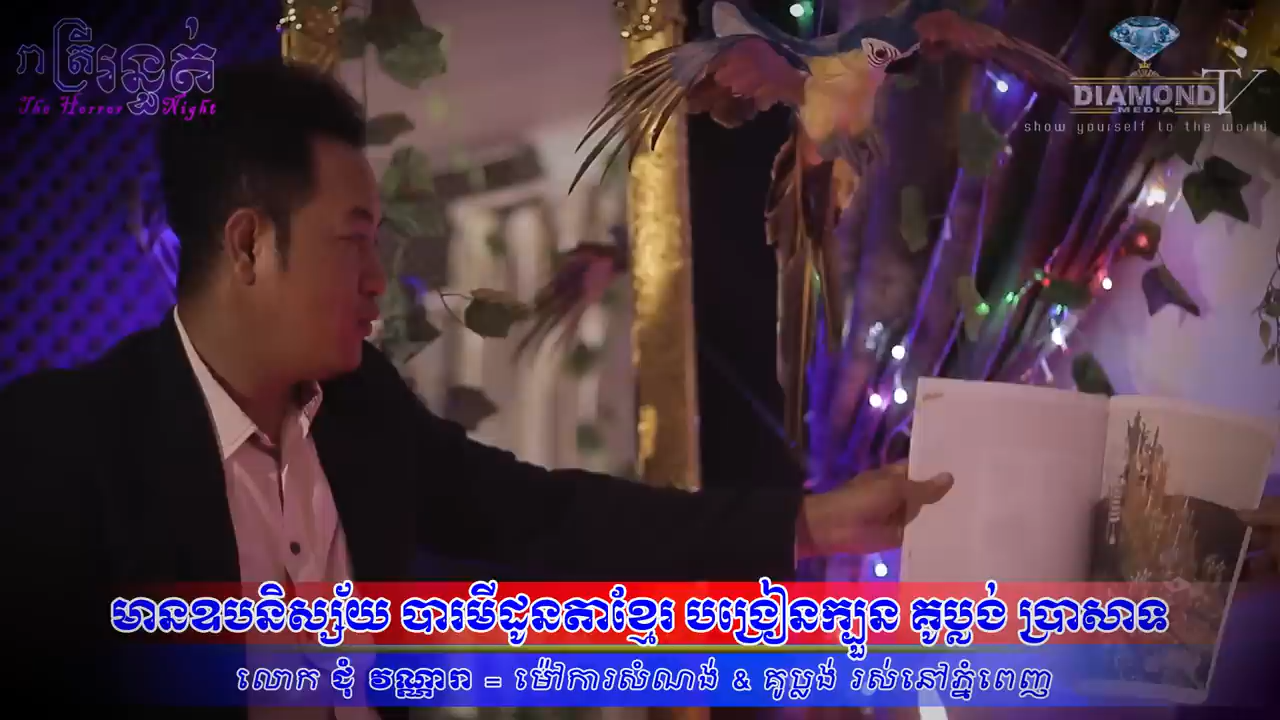 រាត្រីរន្ធត់
The Horror Night
DIAMOND TV
MEDIA
show yourself to the world
មានឧបនិស្ស័យ បារមីដូនតាខ្មែរ បង្រៀនក្បួន គូប្លង់ ប្រាសាទ
លោក ជុំ វណ្ណារា = ម៉ៅការសំណង់ & គូប្លង់ រស់នៅភ្នំពេញ